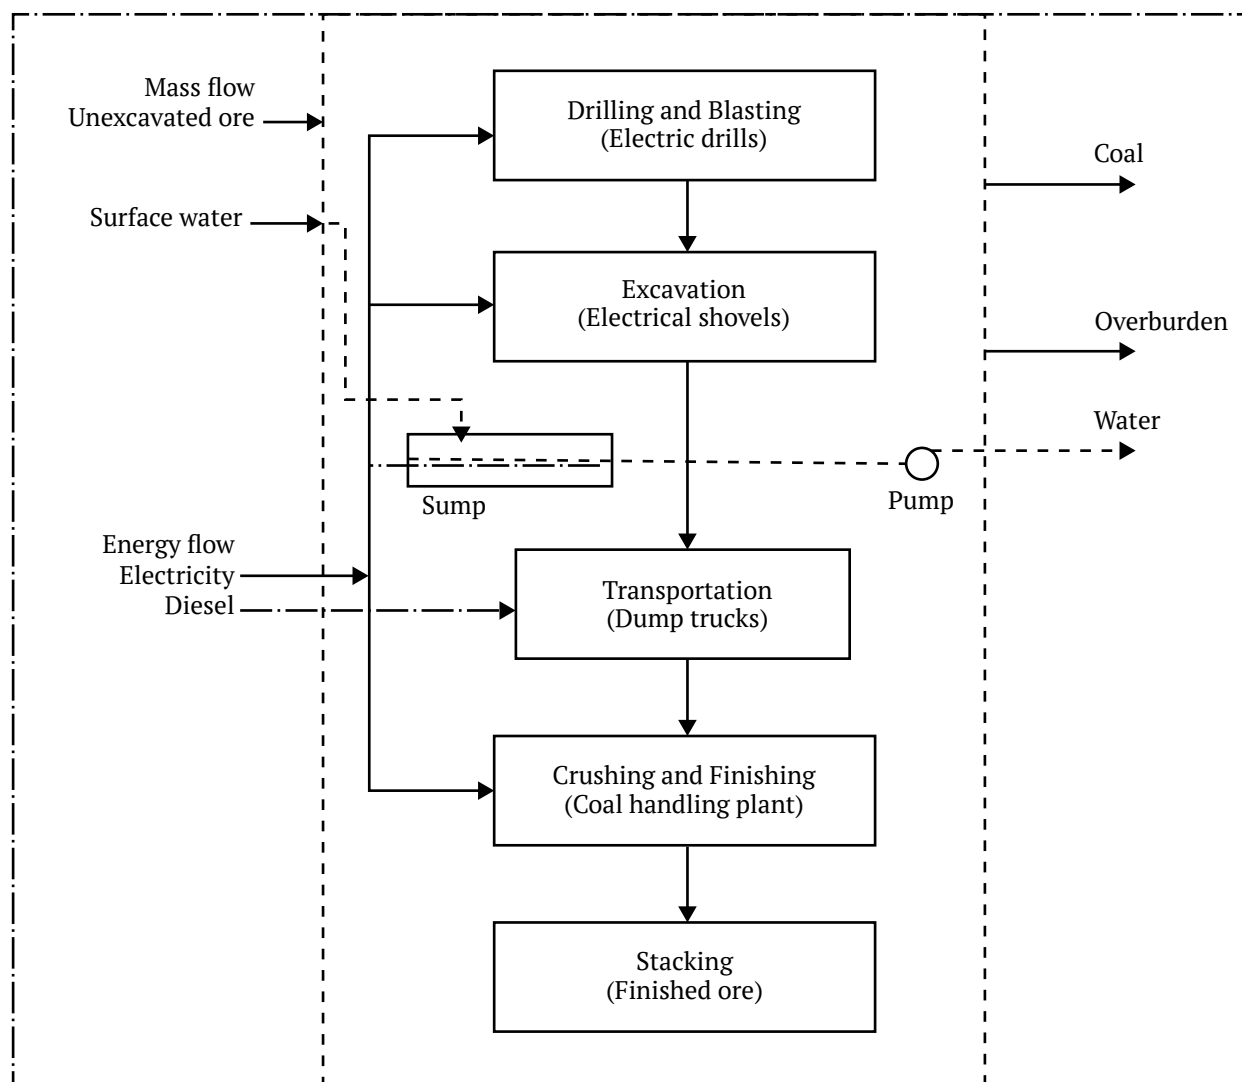 Mass flow
Unexcavated ore
Surface water
Drilling and Blasting
(Electric drills)
Coal
Excavation
(Electrical shovels)
Overburden
Water
Sump
Pump
Energy flow
Electricity
Diesel
Transportation
(Dump trucks)
Crushing and Finishing
(Coal handling plant)
Stacking
(Finished ore)